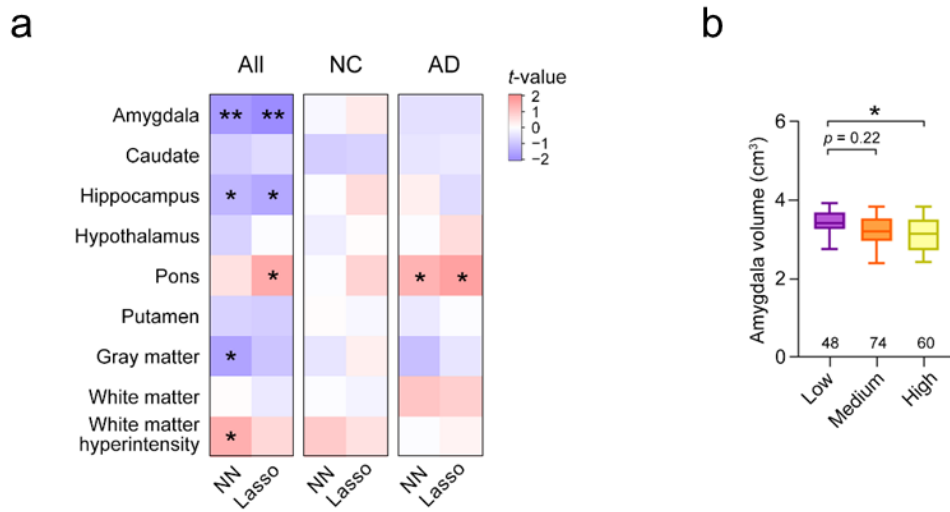 a
All NC AD
t-value
2
1
0
−1
−2
Amygdala ** **
Caudate
Hippocampus * *
Hypothalamus
Pons * * *
Putamen
Gray matter *
White matter
White matter
hyperintensity *
NN Lasso NN Lasso NN Lasso
b
Amygdala volume (cm³)
6
4
2
0
*
p = 0.22
48 74 60
Low Medium High